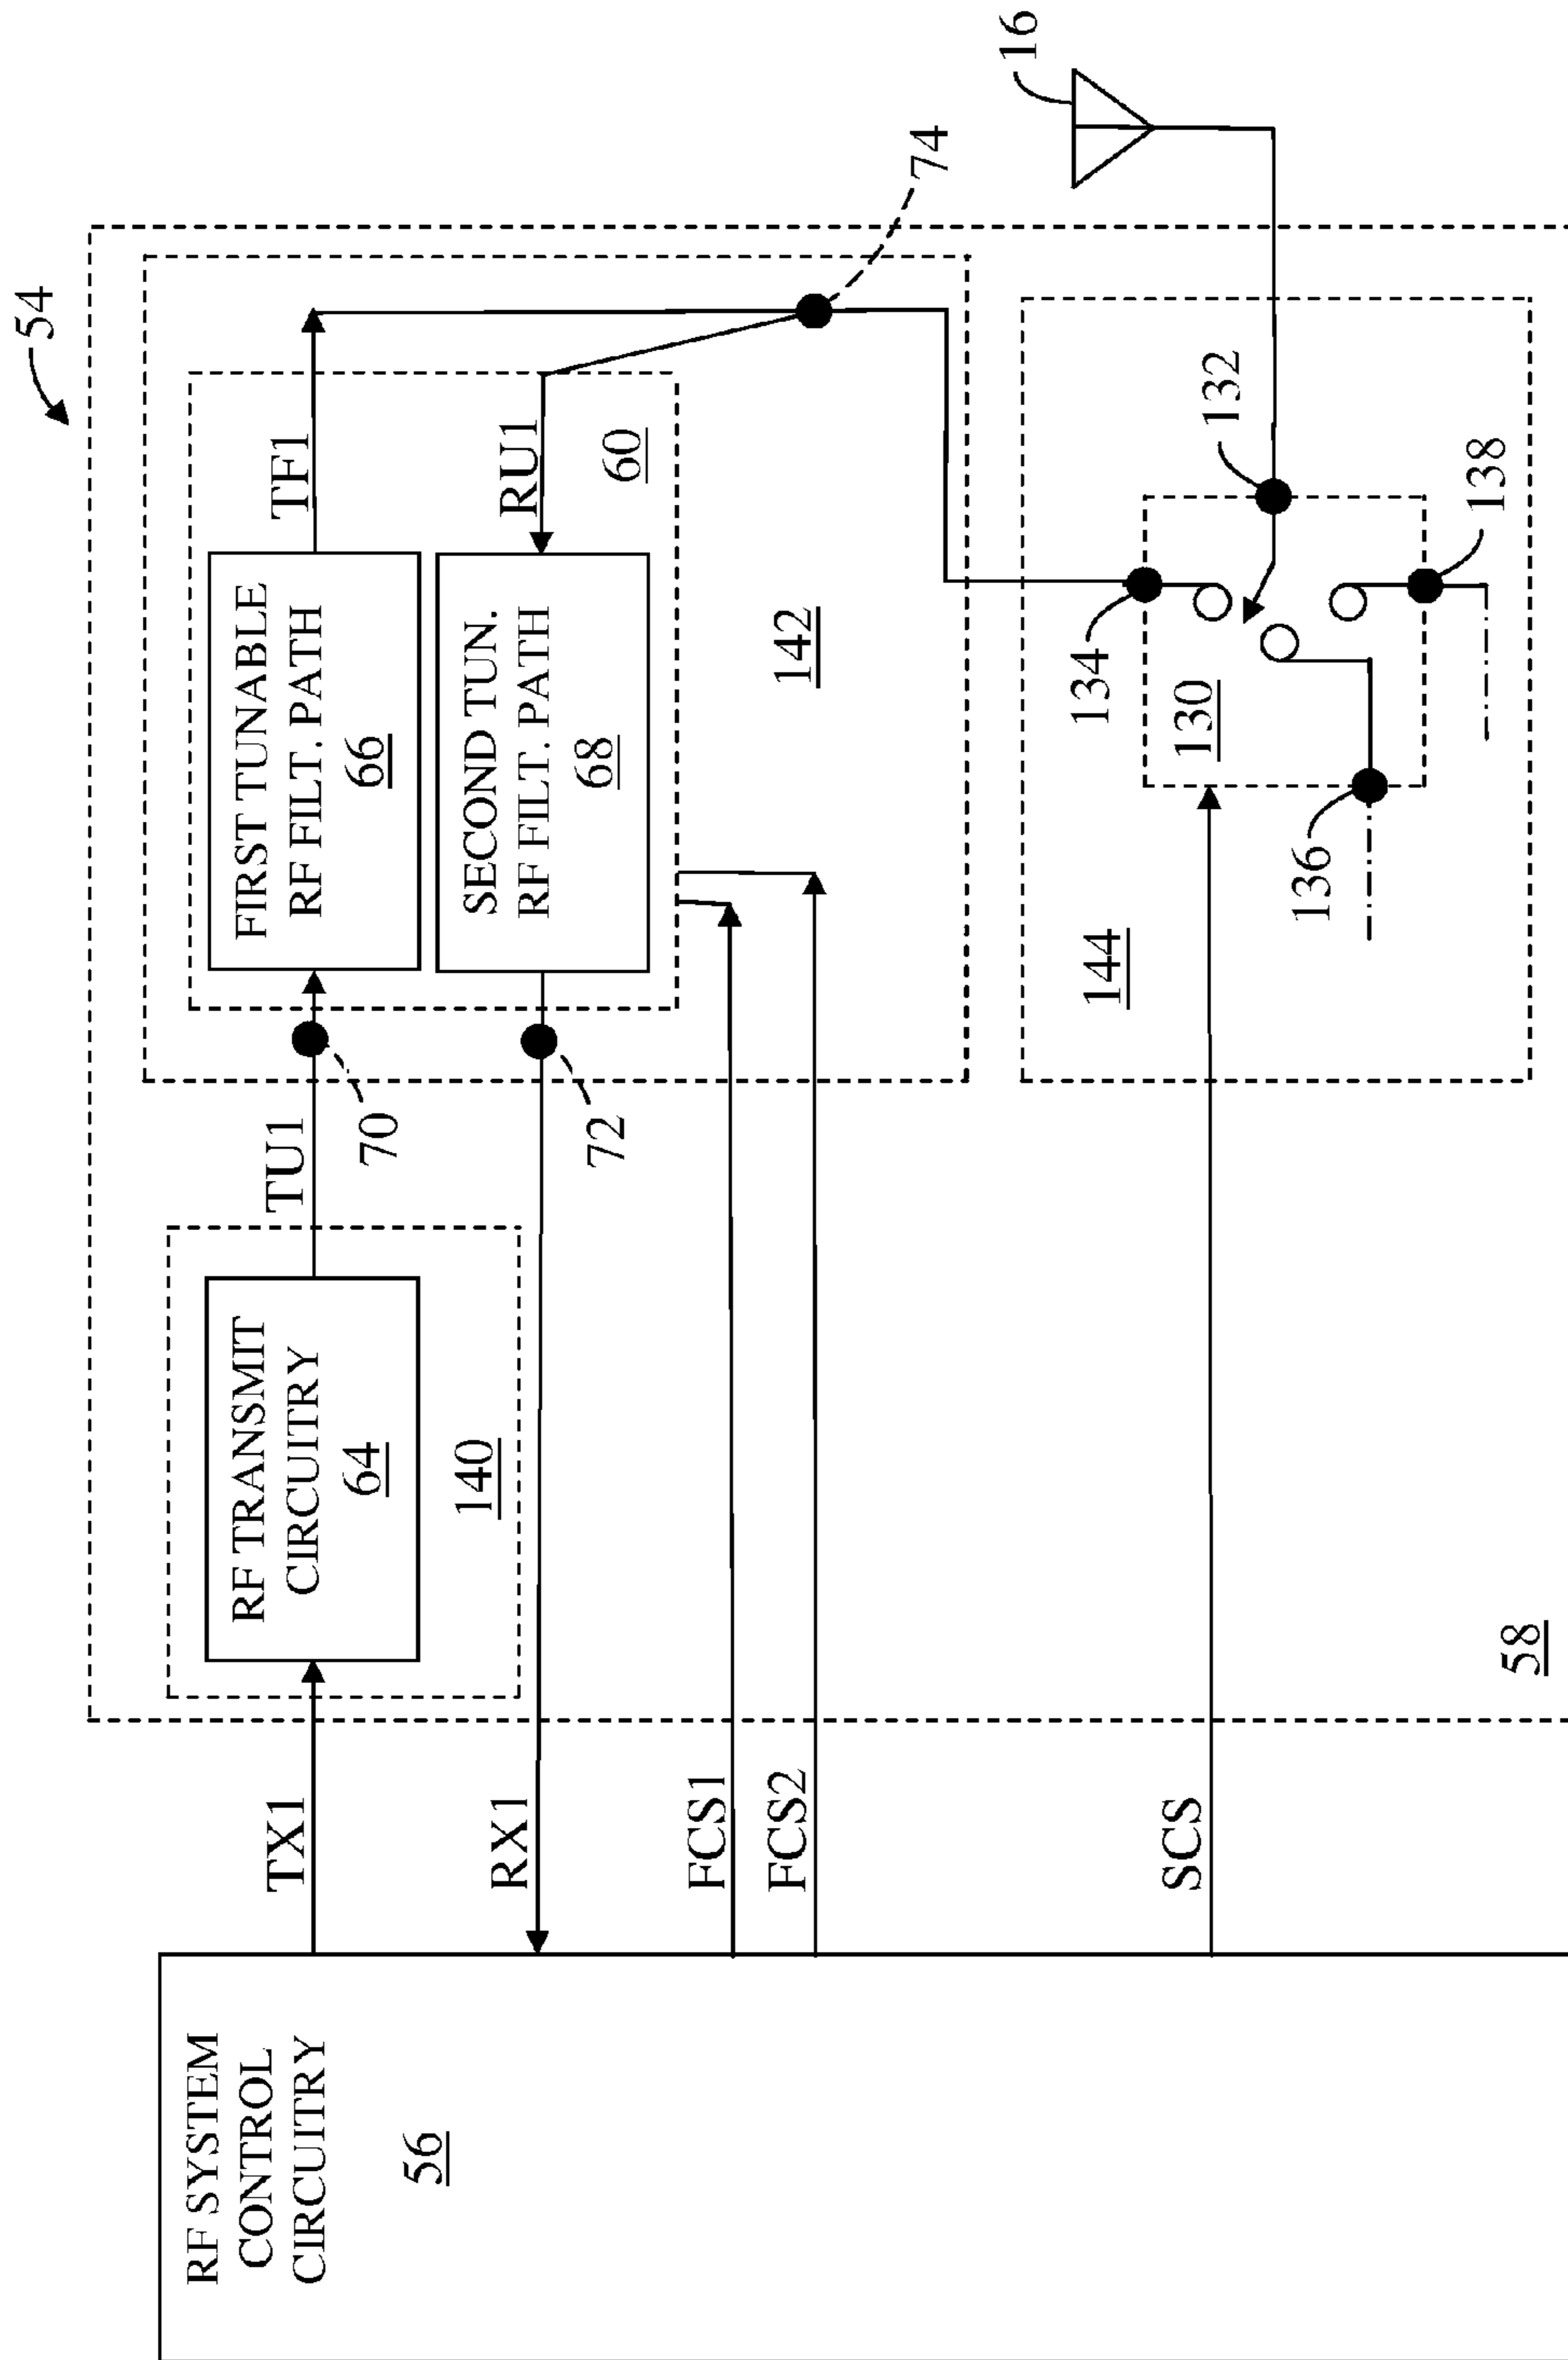 54
RF SYSTEM
CONTROL
CIRCUITRY
56
TX1
RF TRANSMIT
CIRCUITRY
64
140
TU1
70
FIRST TUNABLE
RF FILT. PATH
66
TF1
RX1
72
SECOND TUN.
RF FILT. PATH
68
RU1
60
FCS1
FCS2
142
74
16
SCS
144
134
130
132
136
138
58